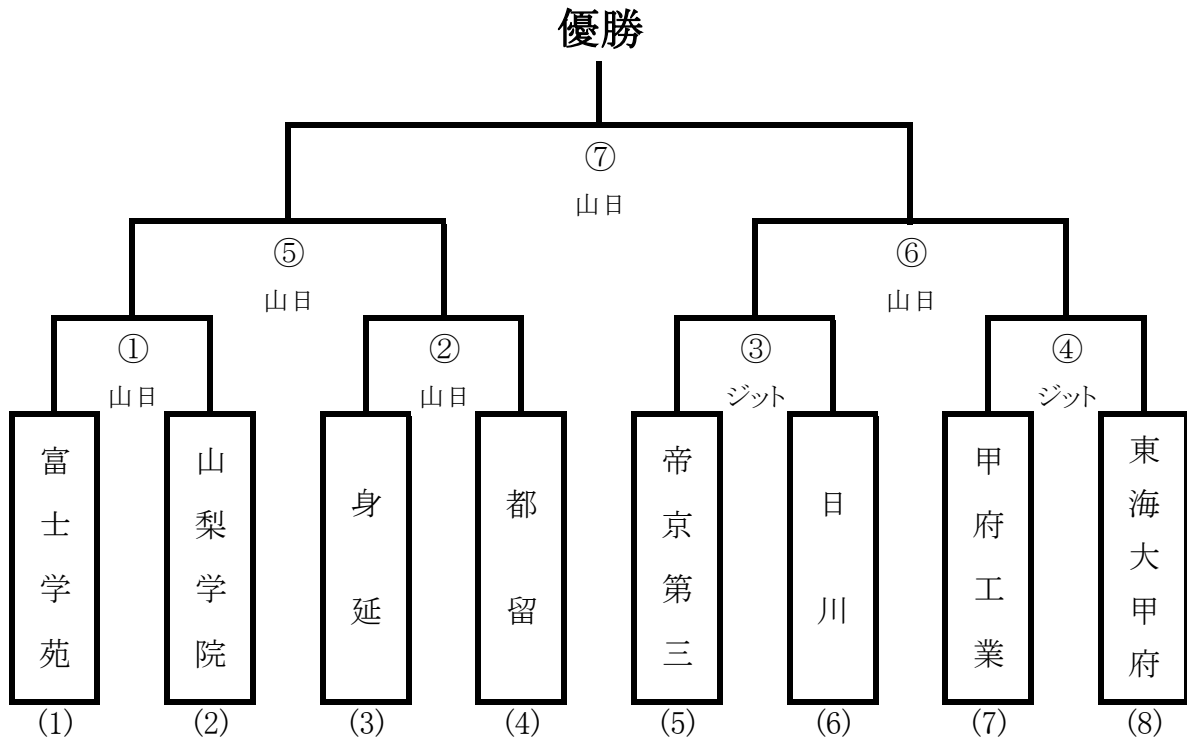 優勝
⑦
山日
⑤
山日
⑥
山日
①
山日
②
山日
③
ジット
④
ジット
富士学苑
山梨学院
身延
都留
帝京第三
日川
甲府工業
東海大甲府
(1)
(2)
(3)
(4)
(5)
(6)
(7)
(8)